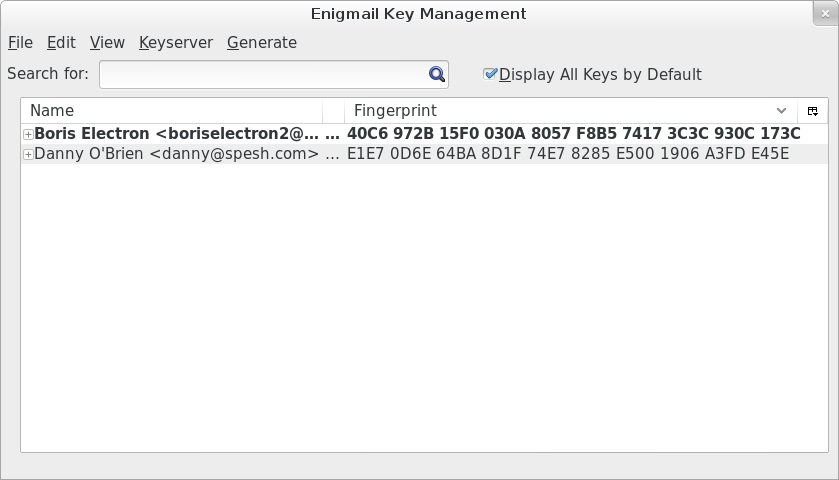 Enigmail Key Management
File Edit View Keyserver Generate
Search for: Display All Keys by Default
Name Fingerprint
Boris Electron <boriselectron2@... ... 40C6 972B 15F0 030A 8057 F8B5 7417 3C3C 930C 173C
Danny O'Brien <danny@spesh.com> ... E1E7 0D6E 64BA 8D1F 74E7 8285 E500 1906 A3FD E45E